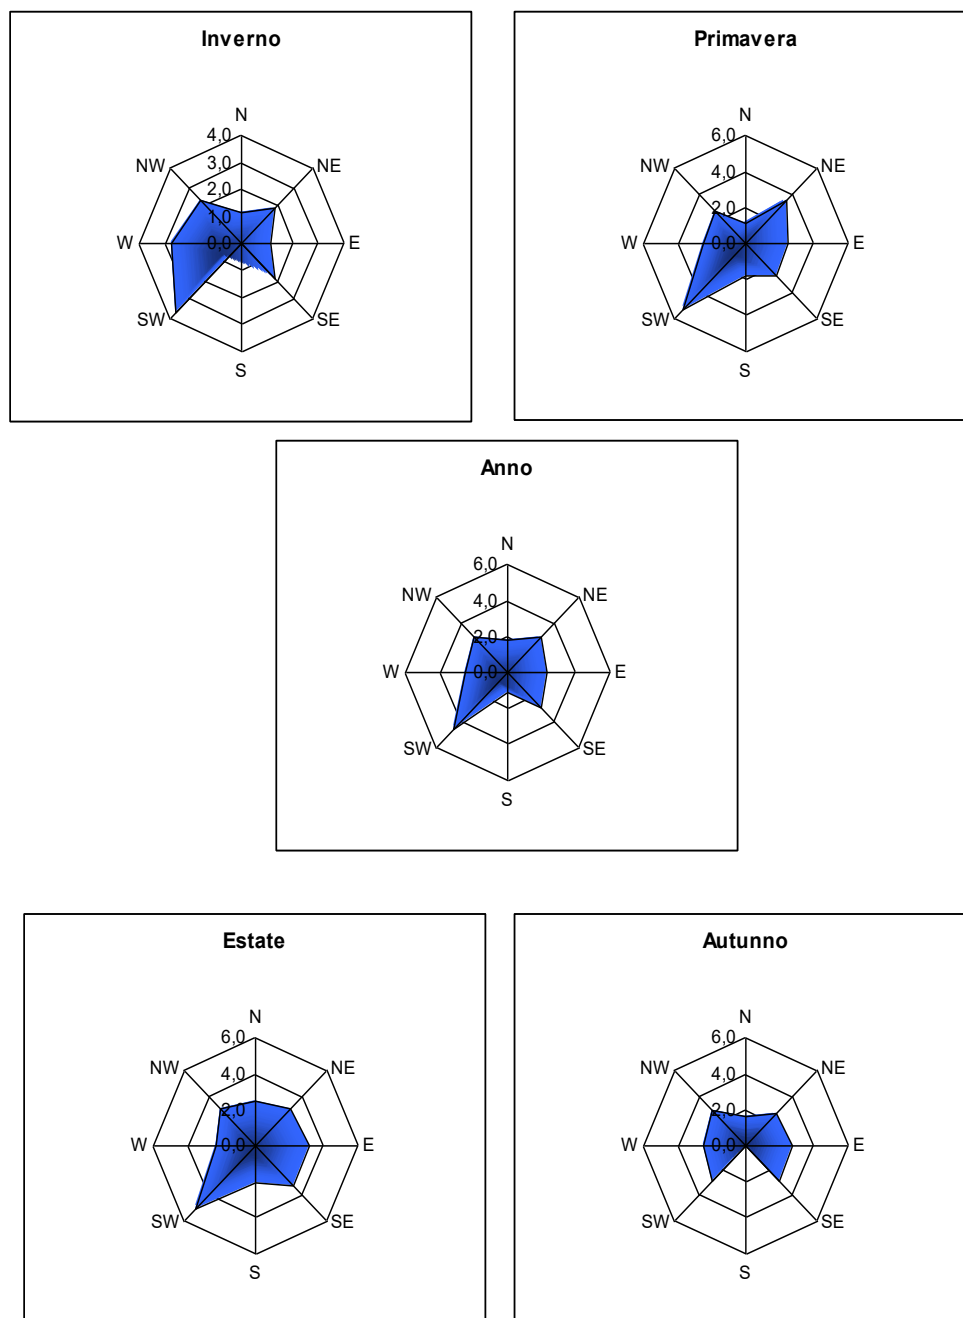 Inverno
N
4,0
NW
NE
3,0
2,0
1,0
W
0,0
E
SW
SE
S
Primavera
N
6,0
NW
NE
4,0
2,0
W
0,0
E
SW
SE
S
Anno
N
6,0
NW
NE
4,0
2,0
W
0,0
E
SW
SE
S
Estate
N
6,0
NW
NE
4,0
2,0
W
0,0
E
SW
SE
S
Autunno
N
6,0
NW
NE
4,0
2,0
W
0,0
E
SW
SE
S